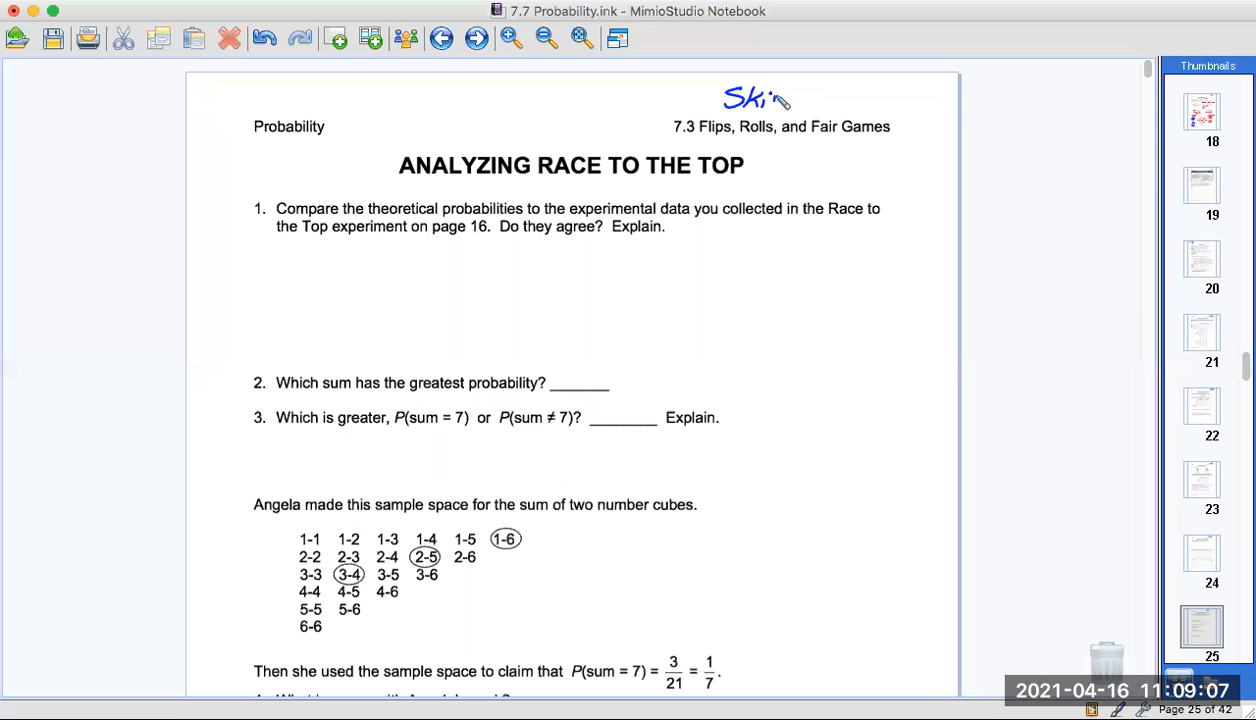 7.7 Probability.ink - MimioStudio Notebook
Thumbnails
Ski
Probability
7.3 Flips, Rolls, and Fair Games
ANALYZING RACE TO THE TOP
1. Compare the theoretical probabilities to the experimental data you collected in the Race to
the Top experiment on page 16. Do they agree? Explain.
2. Which sum has the greatest probability? _______
3. Which is greater, P(sum = 7) or P(sum ≠ 7)? ________ Explain.
Angela made this sample space for the sum of two number cubes.
1-1 1-2 1-3 1-4 1-5 1-6
2-2 2-3 2-4 2-5 2-6
3-3 3-4 3-5 3-6
4-4 4-5 4-6
5-5 5-6
6-6
Then she used the sample space to claim that P(sum = 7) = 3/21 = 1/7.
18
19
20
21
22
23
24
25
2021-04-16 11:09:07
Page 25 of 42